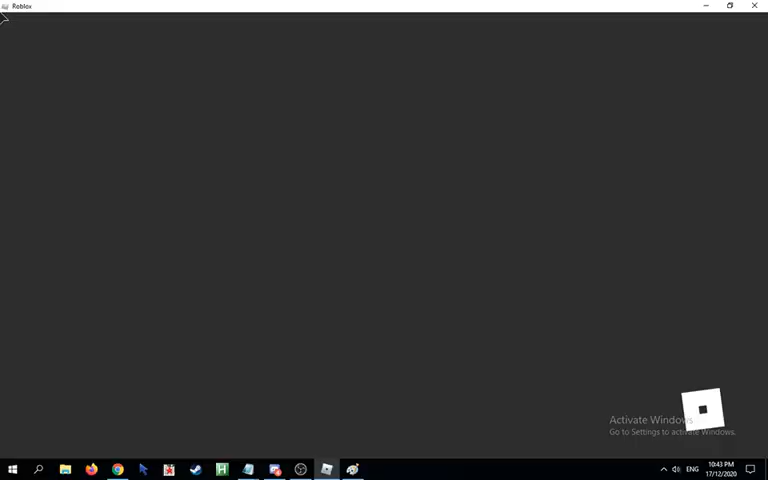 Roblox
Activate Windows
Go to Settings to activate Windows.
ENG
10:43 PM
17/12/2020